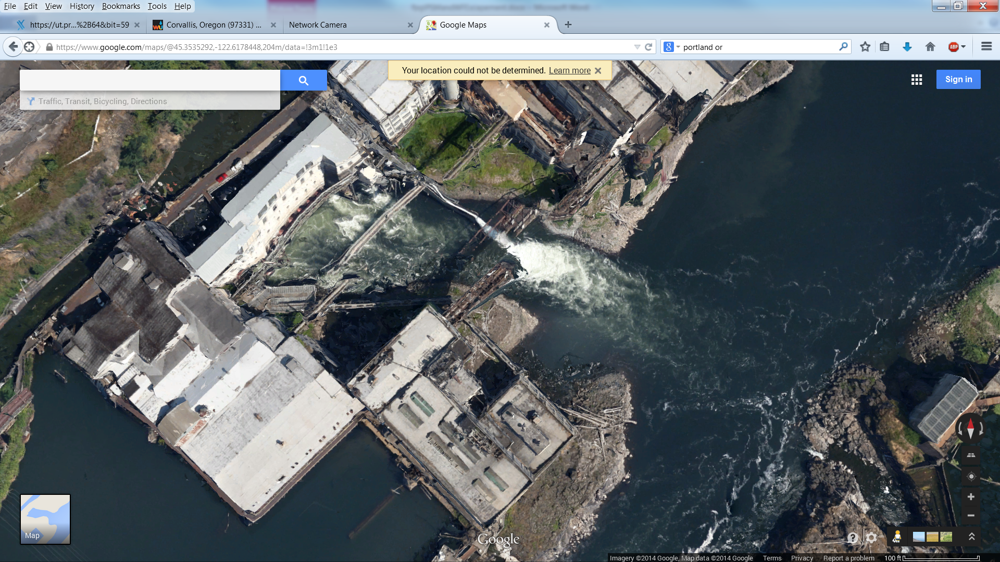 File Edit View History Bookmarks Tools Help
https://ut.pr...%2B64&bit=59
Corvallis, Oregon (97331) ...
Network Camera
Google Maps
https://www.google.com/maps/@45.3535292,-122.6178448,204m/data=!3m1!1e3
g
portland or
ABP
Your location could not be determined. Learn more
Sign in
Traffic, Transit, Bicycling, Directions
Map
Google
Imagery ©2014 Google, Map data ©2014 Google Terms Privacy Report a problem 100 ft